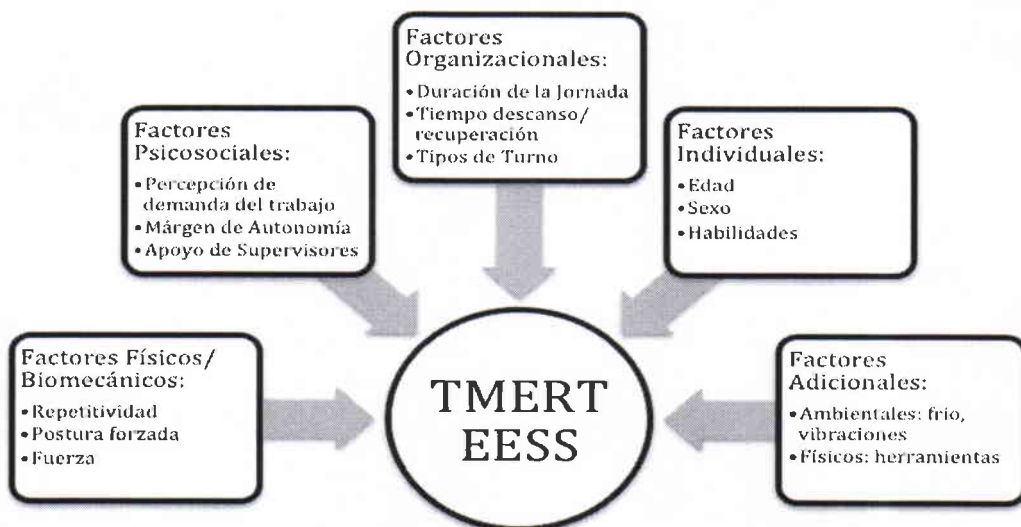 Factores
Organizacionales:
•Duración de la Jornada
•Tiempo descanso/
recuperación
•Tipos de Turno
Factores
Psicosociales:
•Percepción de
demanda del trabajo
•Márgen de Autonomía
•Apoyo de Supervisores
Factores
Individuales:
•Edad
•Sexo
•Habilidades
Factores Físicos/
Biomecánicos:
•Repetitividad
•Postura forzada
•Fuerza
TMERT
EESS
Factores
Adicionales:
•Ambientales: frio,
vibraciones
•Físicos: herramientas